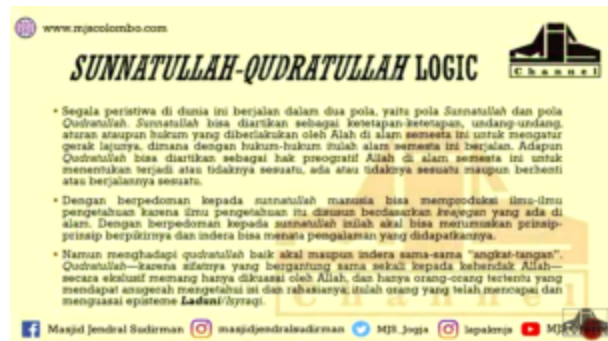 www.mjscolombo.com
SUNNATULLAH-QUDRATULLAH LOGIC
Channel
• Segala peristiwa di dunia ini berjalan dalam dua pola, yaitu pola Sunnatullah dan pola
Qudratullah. Sunnatullah bisa diartikan sebagai ketetapan-ketetapan, undang-undang,
aturan ataupun hukum yang diberlakukan oleh Alah di alam semesta ini untuk mengatur
gerak lajunya, dimana dengan hukum-hukum itulah alam semesta ini berjalan. Adapun
Qudratullah bisa diartikan sebagai hak preogratif Allah di alam semesta ini untuk
menentukan terjadi atau tidaknya sesuatu, ada atau tidaknya sesuatu maupun berhenti
atau berjalannya sesuatu.
• Dengan berpedoman kepada sunnatullah manusia bisa memproduksi ilmu-ilmu
pengetahuan karena ilmu pengetahuan itu disusun berdasarkan keajegan yang ada di
alam. Dengan berpedoman kepada sunnatullah inilah akal bisa merumuskan prinsip-
prinsip berpikirnya dan indera bisa menata pengalaman yang didapatkannya.
• Namun menghadapi qudratullah baik akal maupun indera sama-sama "angkat-tangan".
Qudratullah—karena sifatnya yang bergantung sama sekali kepada kehendak Allah—
secara ekslusif memang hanya dikuasi oleh Allah, dan hanya orang-orang tertentu yang
mendapat anugerah mengetahui isi dan rahasianya; itulah orang yang telah mencapai dan
menguasai episteme Laduni/Isyraqi.
Channel
Masjid Jendral Sudirman masjidjendralsudirman MJS_Jogja lapakmjs MJS